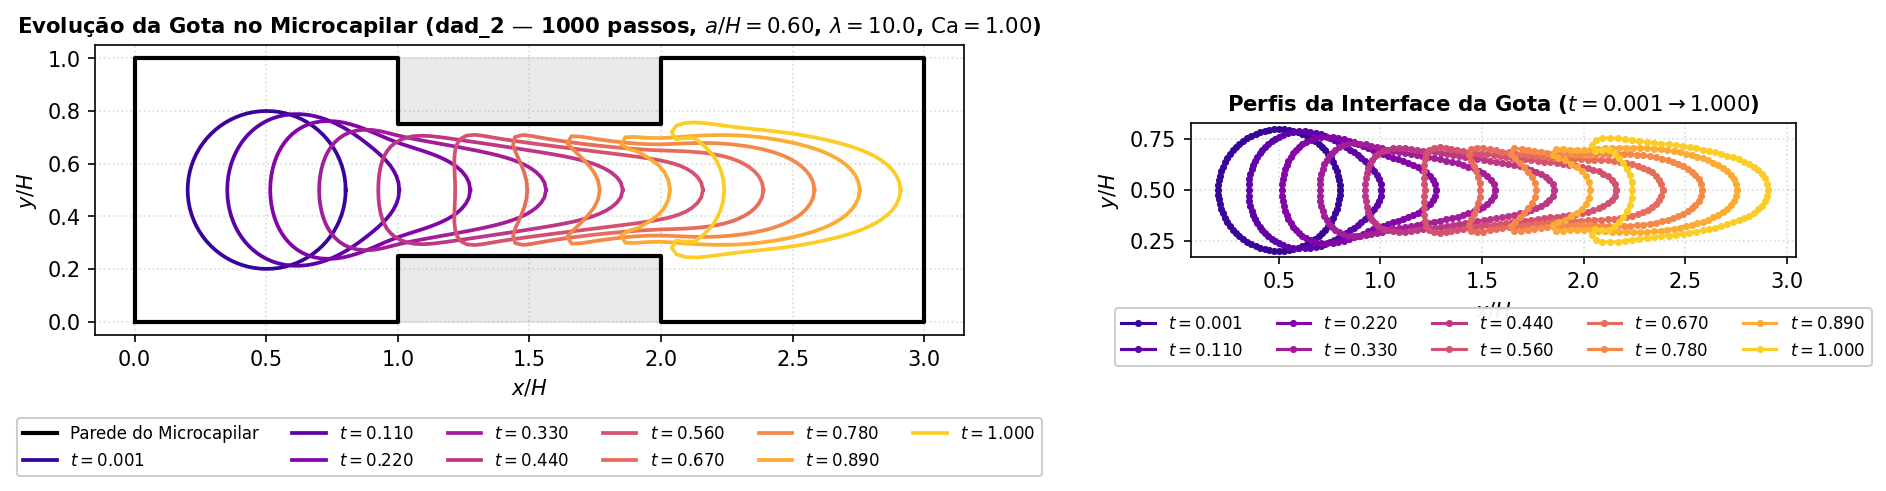 Evolução da Gota no Microcapilar (dad_2 — 1000 passos, a/H = 0.60, λ = 10.0, Ca = 1.00)
1.0
0.8
0.6
0.4
0.2
0.0
y/H
0.0 0.5 1.0 1.5 2.0 2.5 3.0
x/H
Parede do Microcapilar t = 0.110 t = 0.330 t = 0.560 t = 0.780 t = 1.000
t = 0.001 t = 0.220 t = 0.440 t = 0.670 t = 0.890
Perfis da Interface da Gota (t = 0.001 → 1.000)
0.75
0.50
0.25
y/H
0.5 1.0 1.5 2.0 2.5 3.0
x/H
t = 0.001 t = 0.220 t = 0.440 t = 0.670 t = 0.890
t = 0.110 t = 0.330 t = 0.560 t = 0.780 t = 1.000